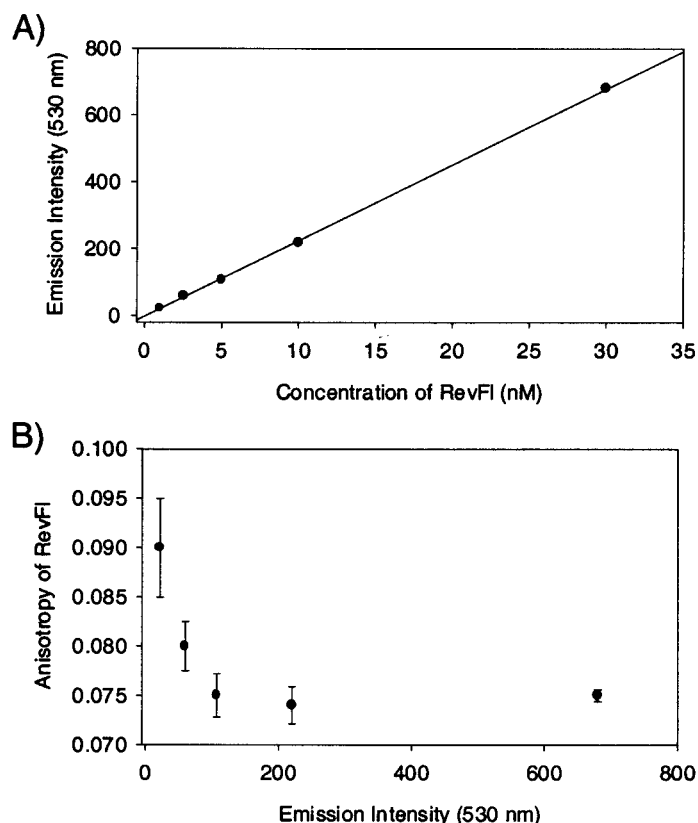 A)
800
600
400
200
0
Emission Intensity (530 nm)
0 5 10 15 20 25 30 35
Concentration of RevFl (nM)
B)
0.100
0.095
0.090
0.085
0.080
0.075
0.070
Anisotropy of RevFl
0 200 400 600 800
Emission Intensity (530 nm)